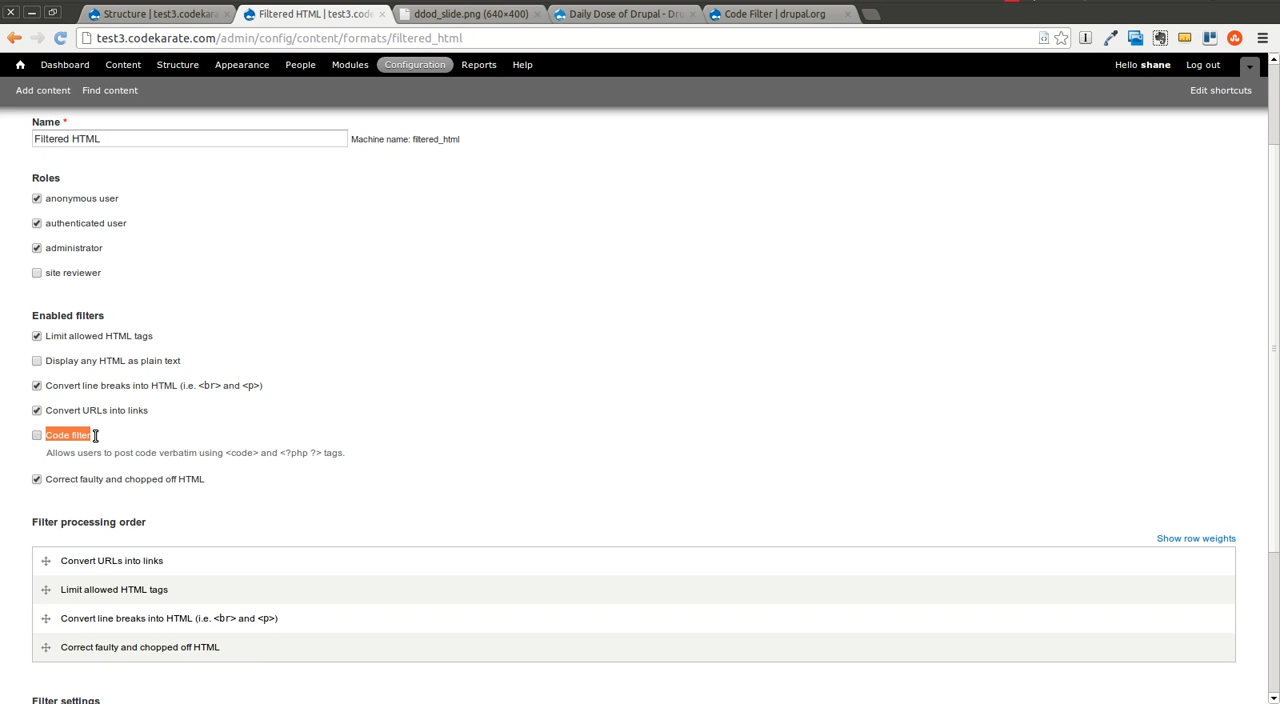 Structure | test3.codekara
Filtered HTML | test3.cod
ddod_slide.png (640×400)
Daily Dose of Drupal - Dru
Code Filter | drupal.org
test3.codekarate.com/admin/config/content/formats/filtered_html
Dashboard Content Structure Appearance People Modules Configuration Reports Help Hello shane Log out
Add content Find content Edit shortcuts
Name *
Filtered HTML Machine name: filtered_html
Roles
anonymous user
authenticated user
administrator
site reviewer
Enabled filters
Limit allowed HTML tags
Display any HTML as plain text
Convert line breaks into HTML (i.e. <br> and <p>)
Convert URLs into links
Code filter
Allows users to post code verbatim using <code> and <?php ?> tags.
Correct faulty and chopped off HTML
Filter processing order
Show row weights
Convert URLs into links
Limit allowed HTML tags
Convert line breaks into HTML (i.e. <br> and <p>)
Correct faulty and chopped off HTML
Filter settings